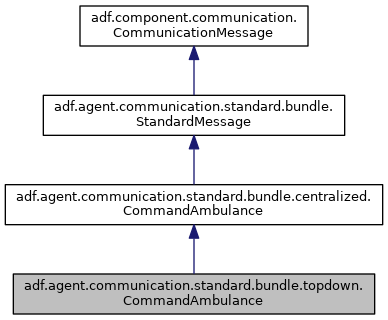 adf.component.communication.
CommunicationMessage
adf.agent.communication.standard.bundle.
StandardMessage
adf.agent.communication.standard.bundle.centralized.
CommandAmbulance
adf.agent.communication.standard.bundle.topdown.
CommandAmbulance